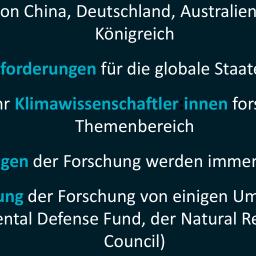 on China, Deutschland, Australien
Königreich
forderungen für die globale Staate
hr Klimawissenschaftler innen fors
Themenbereich
gen der Forschung werden immer
ung der Forschung von einigen Um
ental Defense Fund, der Natural Re
Council)